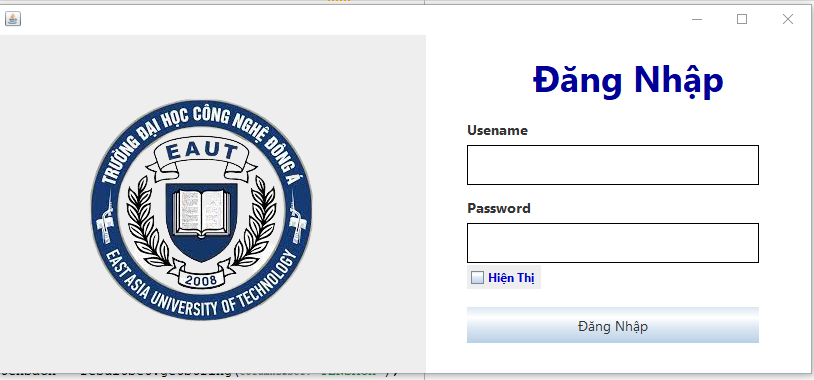 TRƯỜNG ĐẠI HỌC CÔNG NGHỆ ĐÔNG Á
EAUT
2008
EAST ASIA UNIVERSITY OF TECHNOLOGY
Đăng Nhập
Usename
Password
Hiện Thị
Đăng Nhập